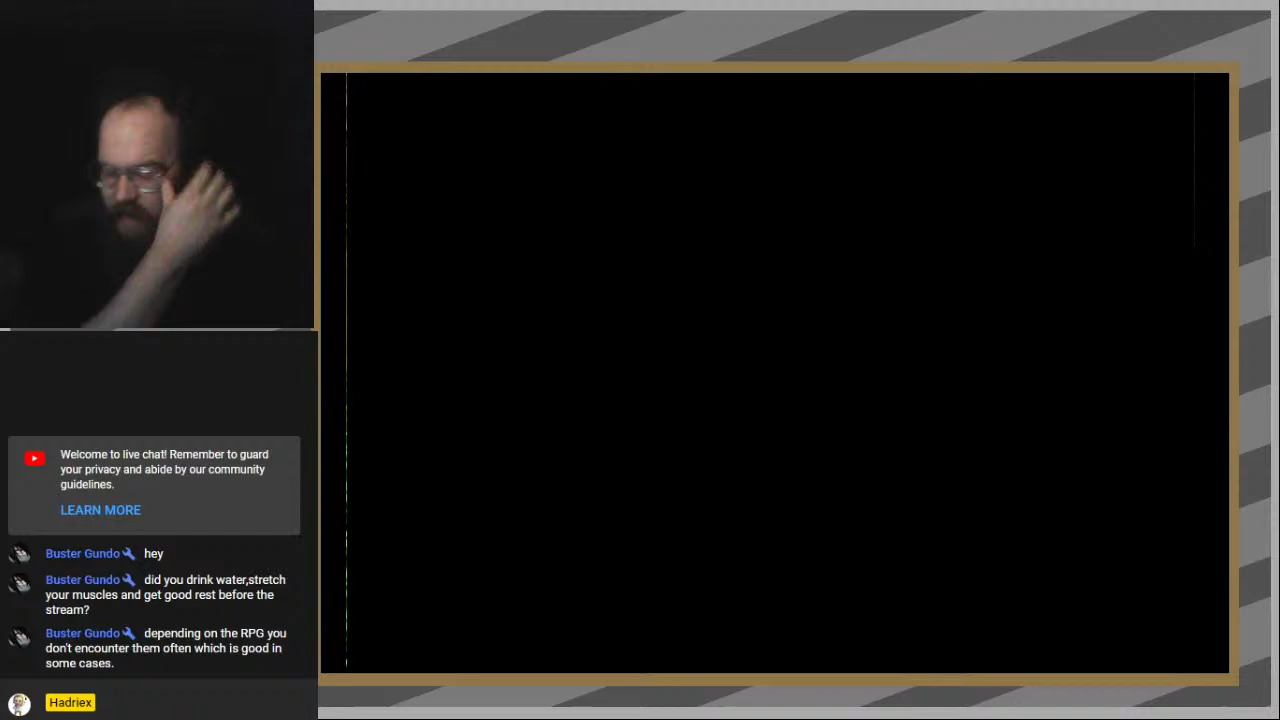 Welcome to live chat! Remember to guard
your privacy and abide by our community
guidelines.
LEARN MORE
Buster Gundo hey
Buster Gundo did you drink water,stretch
your muscles and get good rest before the
stream?
Buster Gundo depending on the RPG you
don't encounter them often which is good in
some cases.
Hadriex